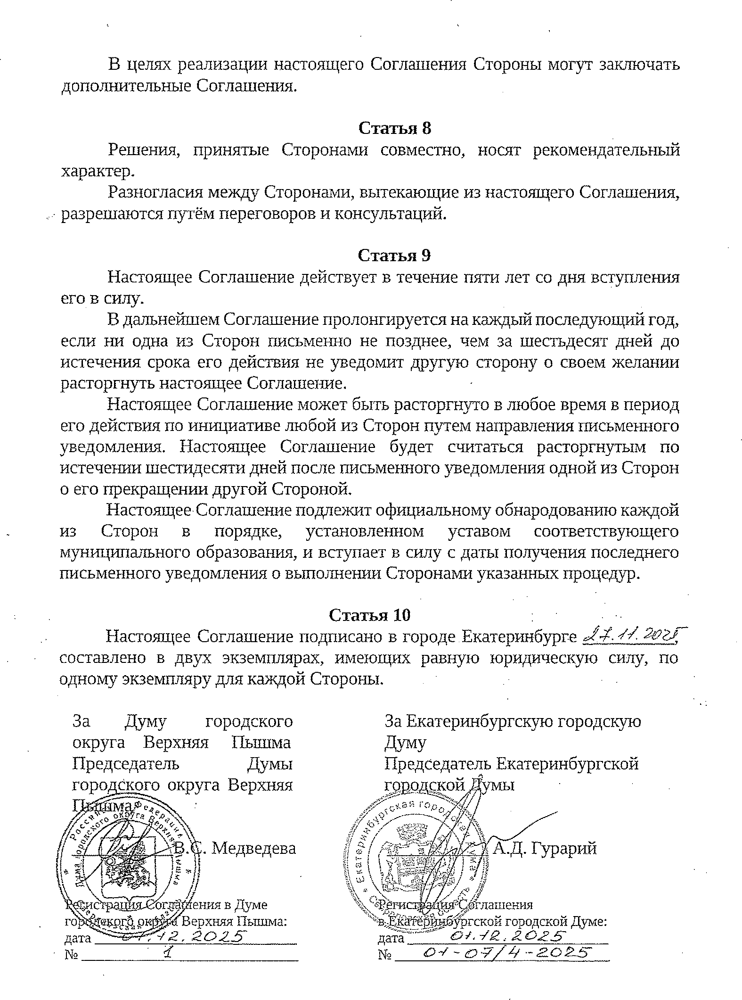 В целях реализации настоящего Соглашения Стороны могут заключать
дополнительные Соглашения.
Статья 8
Решения, принятые Сторонами совместно, носят рекомендательный
характер.
Разногласия между Сторонами, вытекающие из настоящего Соглашения,
разрешаются путём переговоров и консультаций.
Статья 9
Настоящее Соглашение действует в течение пяти лет со дня вступления
его в силу.
В дальнейшем Соглашение пролонгируется на каждый последующий год,
если ни одна из Сторон письменно не позднее, чем за шестьдесят дней до
истечения срока его действия не уведомит другую сторону о своем желании
расторгнуть настоящее Соглашение.
Настоящее Соглашение может быть расторгнуто в любое время в период
его действия по инициативе любой из Сторон путем направления письменного
уведомления. Настоящее Соглашение будет считаться расторгнутым по
истечении шестидесяти дней после письменного уведомления одной из Сторон
о его прекращении другой Стороной.
Настоящее Соглашение подлежит официальному обнародованию каждой
из Сторон в порядке, установленном уставом соответствующего
муниципального образования, и вступает в силу с даты получения последнего
письменного уведомления о выполнении Сторонами указанных процедур.
Статья 10
Настоящее Соглашение подписано в городе Екатеринбурге 27.11.2025,
составлено в двух экземплярах, имеющих равную юридическую силу, по
одному экземпляру для каждой Стороны.
За Думу городского
округа Верхняя Пышма
Председатель Думы
городского округа Верхняя
Пышма
В.С. Медведева
Дума городского округа Верхняя Пышма
Регистрация Соглашения в Думе
городского округа Верхняя Пышма:
дата 01.12.2025
№ 1
За Екатеринбургскую городскую
Думу
Председатель Екатеринбургской
городской Думы
А.Д. Гурарий
Екатеринбургская городская Дума
Регистрация Соглашения
в Екатеринбургской городской Думе:
дата 01.12.2025
№ 01-07/4-2025